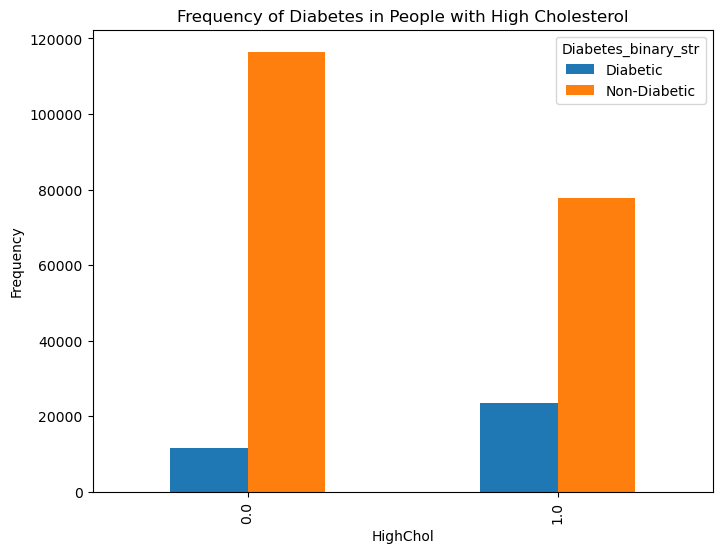 Frequency of Diabetes in People with High Cholesterol
Diabetes_binary_str
Diabetic
Non-Diabetic
120000
100000
80000
60000
40000
20000
0
Frequency
0.0
1.0
HighChol